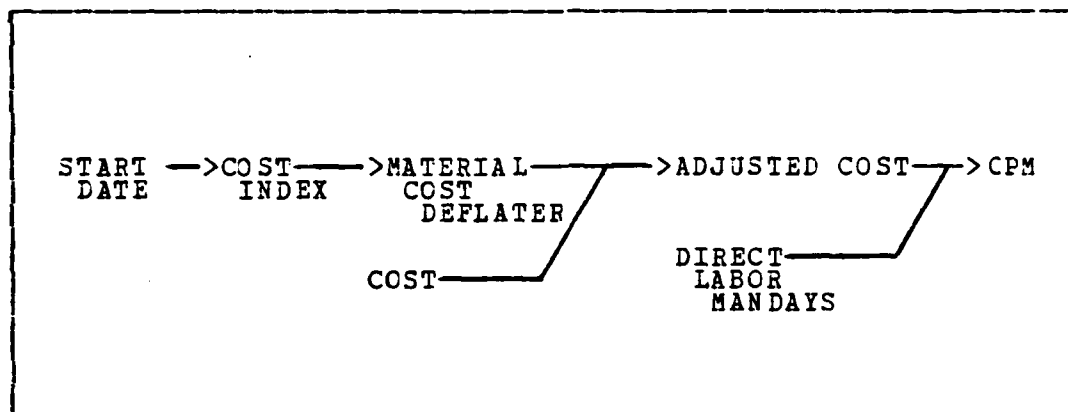 START —>COST——>MATERIAL———>ADJUSTED COST—>CPM
DATE INDEX COST
DEFLATER
COST——— DIRECT———
LABOR
MANDAYS